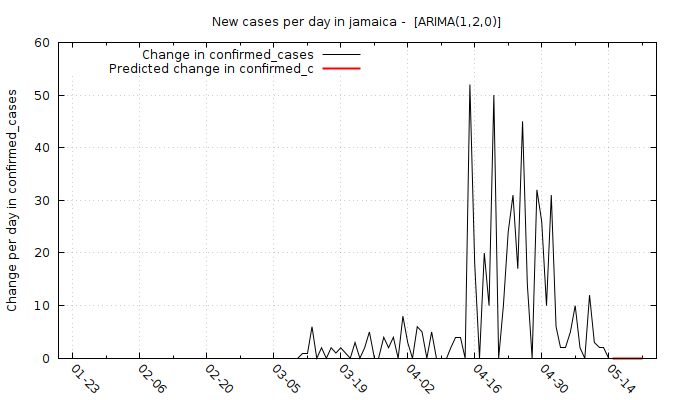 New cases per day in jamaica -  [ARIMA(1,2,0)]
Change in confirmed_cases
Predicted change in confirmed_c
Change per day in confirmed_cases
60
50
40
30
20
10
0
01-23 02-06 02-20 03-05 03-19 04-02 04-16 04-30 05-14